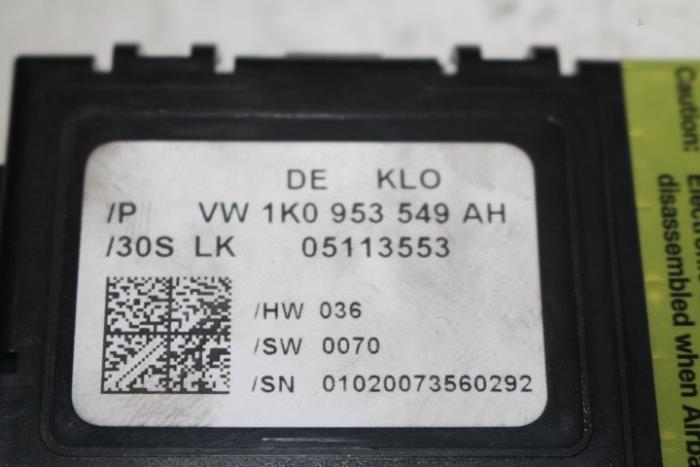 DE KLO
/P VW 1K0 953 549 AH
/30S LK 05113553
/HW 036
/SW 0070
/SN 01020073560292
Caution:
disassembled when Airba